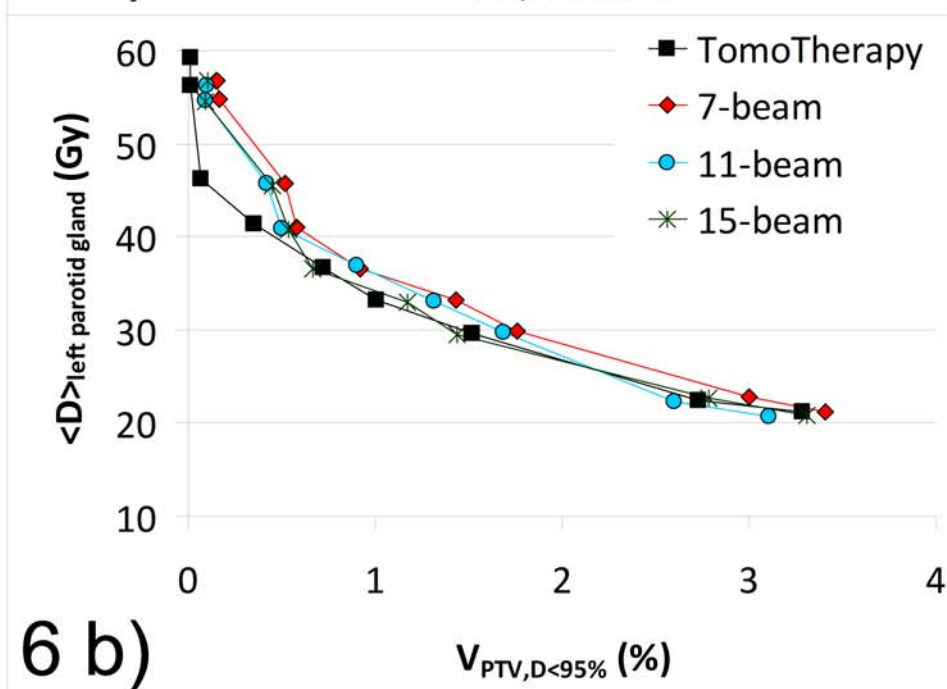 60
50
40
30
20
10
<D>left parotid gland (Gy)
TomoTherapy
7-beam
11-beam
15-beam
0 1 2 3 4
6 b)
VPTV,D<95% (%)